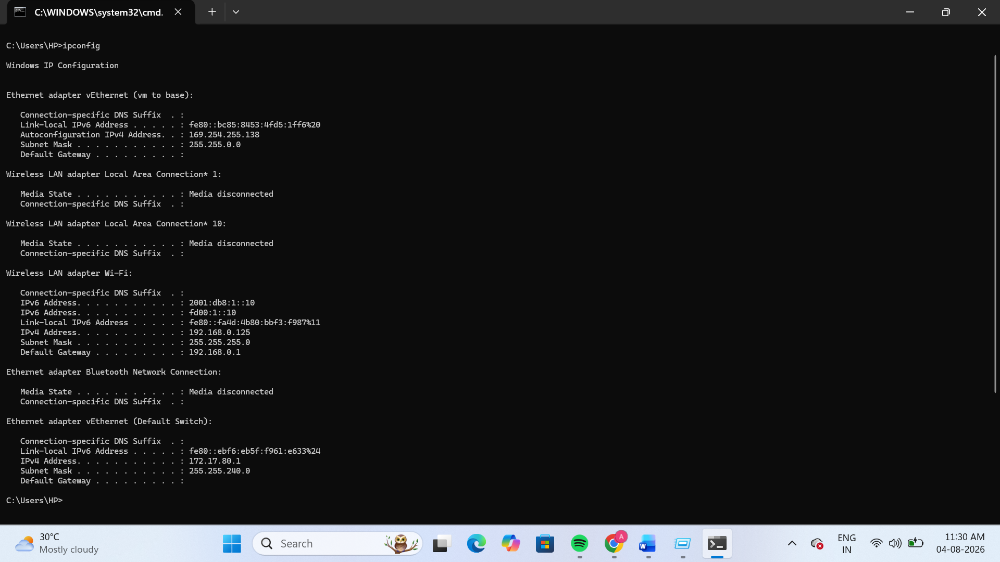 C:\WINDOWS\system32\cmd.
C:\Users\HP>ipconfig
Windows IP Configuration
Ethernet adapter vEthernet (vm to base):
   Connection-specific DNS Suffix  . :
   Link-local IPv6 Address . . . . . : fe80::bc85:8453:4fd5:1ff6%20
   Autoconfiguration IPv4 Address. . : 169.254.255.138
   Subnet Mask . . . . . . . . . . . : 255.255.0.0
   Default Gateway . . . . . . . . . :
Wireless LAN adapter Local Area Connection* 1:
   Media State . . . . . . . . . . . : Media disconnected
   Connection-specific DNS Suffix  . :
Wireless LAN adapter Local Area Connection* 10:
   Media State . . . . . . . . . . . : Media disconnected
   Connection-specific DNS Suffix  . :
Wireless LAN adapter Wi-Fi:
   Connection-specific DNS Suffix  . :
   IPv6 Address. . . . . . . . . . . : 2001:db8:1::10
   IPv6 Address. . . . . . . . . . . : fd00:1::10
   Link-local IPv6 Address . . . . . : fe80::fa4d:4b80:bbf3:f987%11
   IPv4 Address. . . . . . . . . . . : 192.168.0.125
   Subnet Mask . . . . . . . . . . . : 255.255.255.0
   Default Gateway . . . . . . . . . : 192.168.0.1
Ethernet adapter Bluetooth Network Connection:
   Media State . . . . . . . . . . . : Media disconnected
   Connection-specific DNS Suffix  . :
Ethernet adapter vEthernet (Default Switch):
   Connection-specific DNS Suffix  . :
   Link-local IPv6 Address . . . . . : fe80::ebf6:eb5f:f961:e633%24
   IPv4 Address. . . . . . . . . . . : 172.17.80.1
   Subnet Mask . . . . . . . . . . . : 255.255.240.0
   Default Gateway . . . . . . . . . :
C:\Users\HP>
30°C
Mostly cloudy
Search
A
W
ENG
IN
11:30 AM
04-08-2026